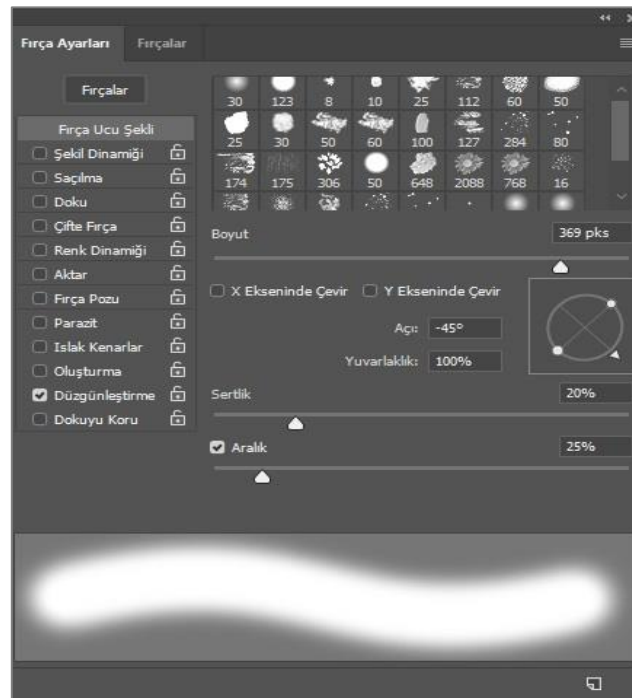 Fırça Ayarları Fırçalar
Fırçalar
Fırça Ucu Şekli
Şekil Dinamiği
Saçılma
Doku
Çifte Fırça
Renk Dinamiği
Aktar
Fırça Pozu
Parazit
Islak Kenarlar
Oluşturma
Düzgünleştirme
Dokuyu Koru
30 123 8 10 25 112 60 50
25 30 50 60 100 127 284 80
174 175 306 50 648 2088 768 16
Boyut 369 pks
X Ekseninde Çevir Y Ekseninde Çevir
Açı: -45º
Yuvarlaklık: 100%
Sertlik 20%
Aralık 25%